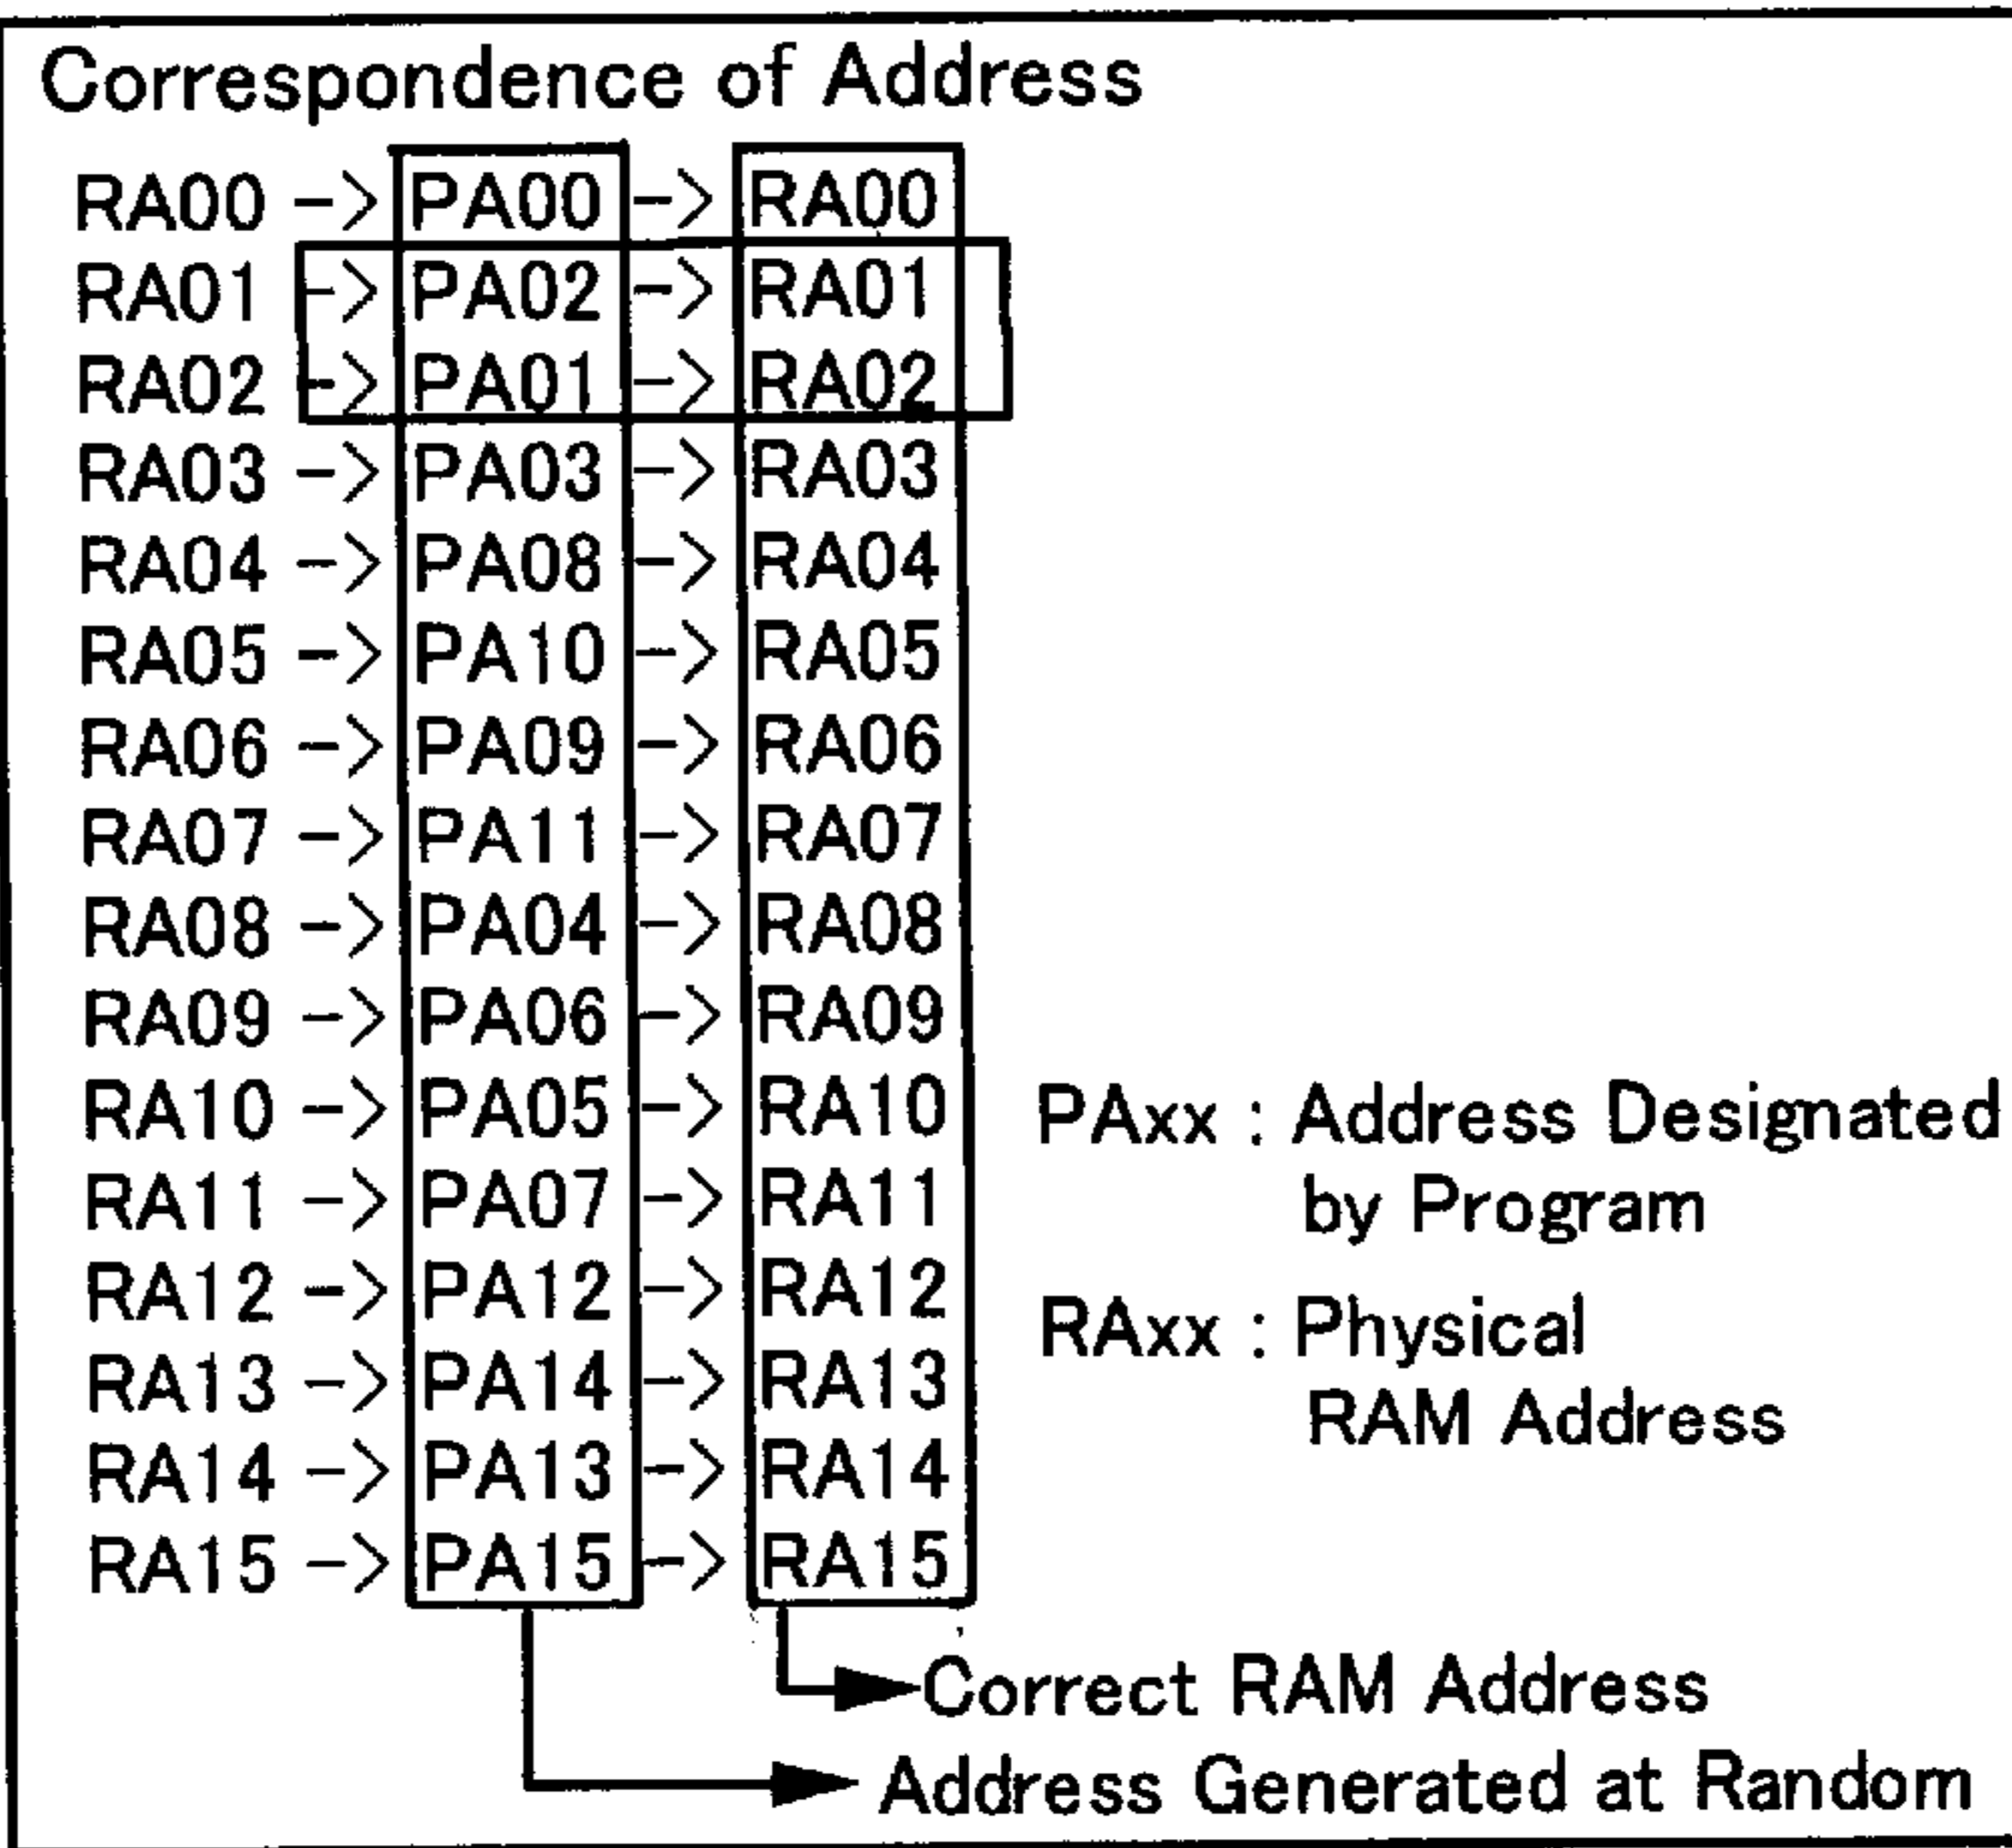 Correspondence of Address
RA00 -> PA00 -> RA00
RA01 -> PA02 -> RA01
RA02 -> PA01 -> RA02
RA03 -> PA03 -> RA03
RA04 -> PA08 -> RA04
RA05 -> PA10 -> RA05
RA06 -> PA09 -> RA06
RA07 -> PA11 -> RA07
RA08 -> PA04 -> RA08
RA09 -> PA06 -> RA09
RA10 -> PA05 -> RA10
RA11 -> PA07 -> RA11
RA12 -> PA12 -> RA12
RA13 -> PA14 -> RA13
RA14 -> PA13 -> RA14
RA15 -> PA15 -> RA15
PAxx : Address Designated
by Program
RAxx : Physical
RAM Address
Correct RAM Address
Address Generated at Random